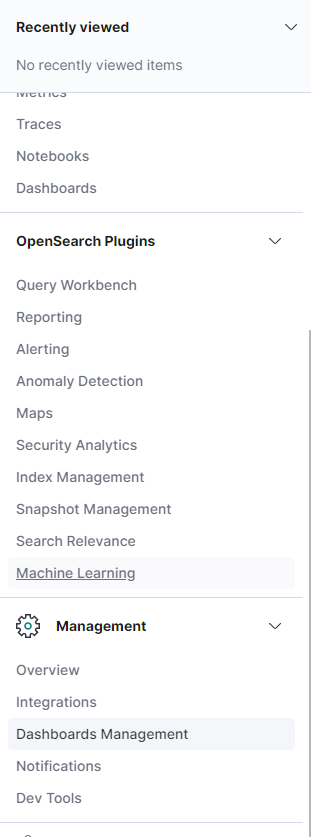 Recently viewed
No recently viewed items
Metrics
Traces
Notebooks
Dashboards
OpenSearch Plugins
Query Workbench
Reporting
Alerting
Anomaly Detection
Maps
Security Analytics
Index Management
Snapshot Management
Search Relevance
Machine Learning
Management
Overview
Integrations
Dashboards Management
Notifications
Dev Tools